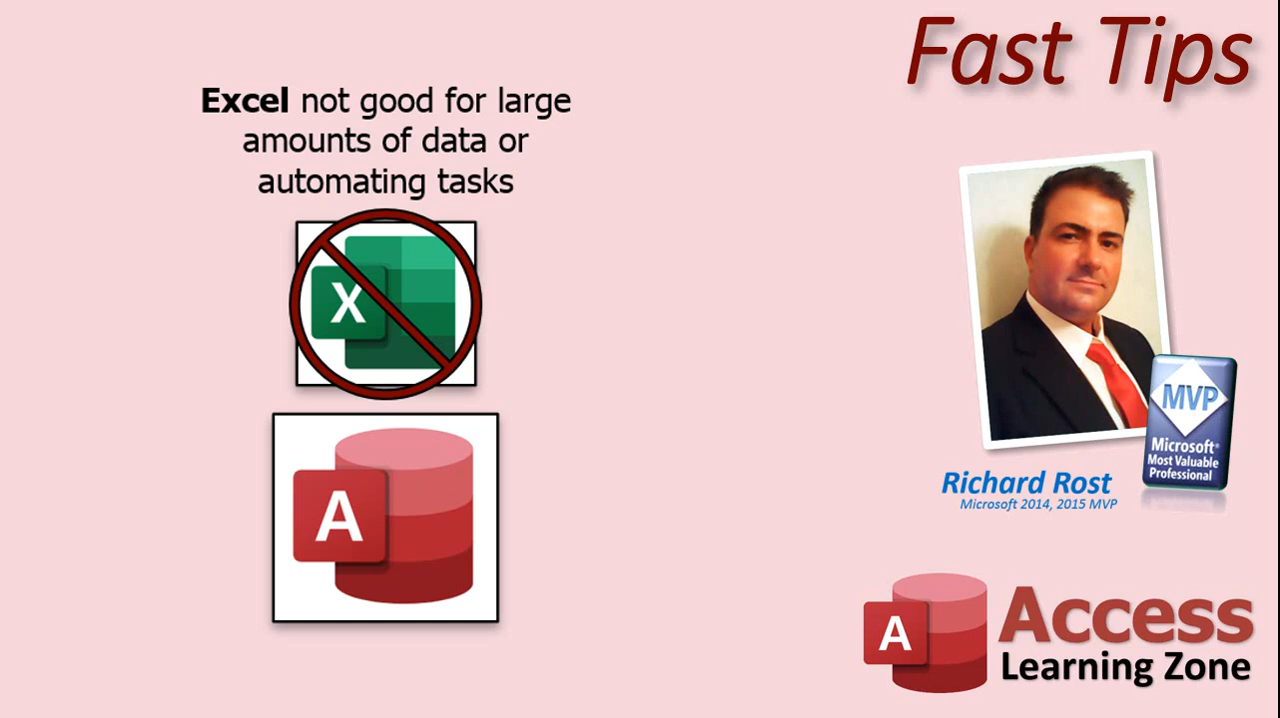 Fast Tips
Excel not good for large
amounts of data or
automating tasks
X
A
MVP
Microsoft®
Most Valuable
Professional
Richard Rost
Microsoft 2014, 2015 MVP
A
Access
Learning Zone